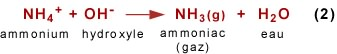 NH₄⁺ + OH⁻ → NH₃(g) + H₂O (2)
ammonium hydroxyle ammoniac eau
(gaz)